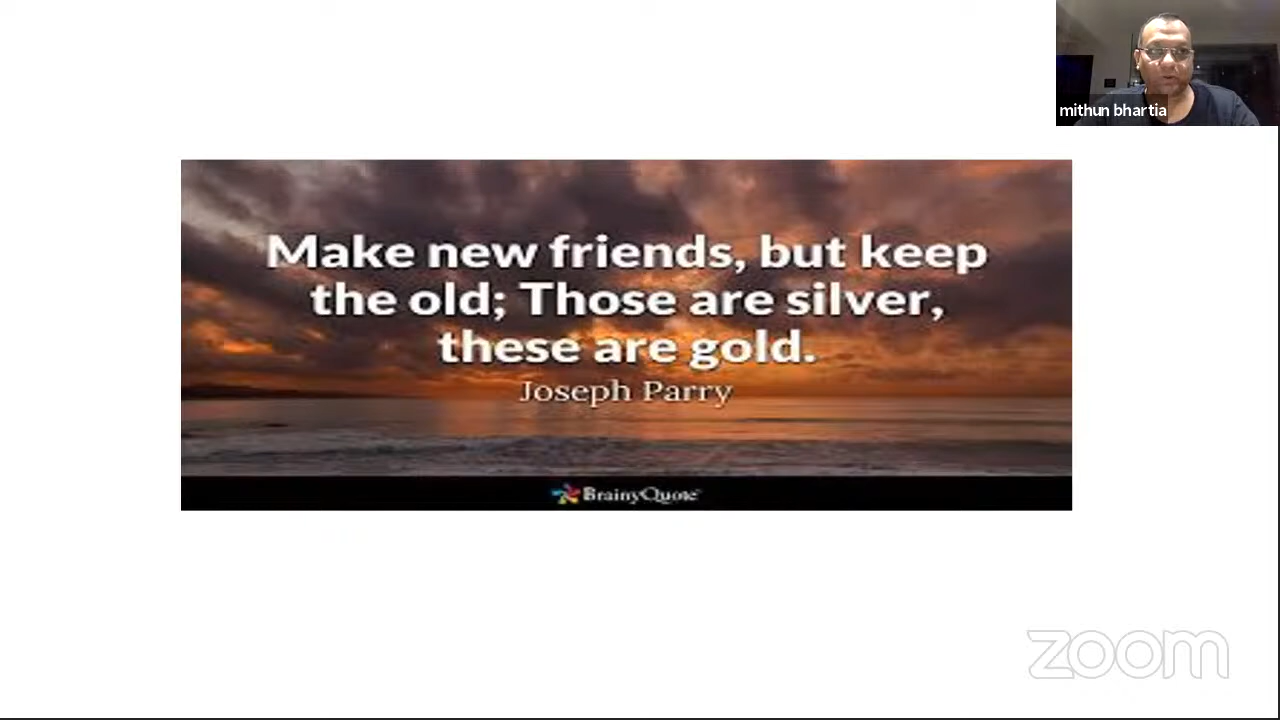 mithun bhartia
Make new friends, but keep
the old; Those are silver,
these are gold.
Joseph Parry
BrainyQuote
zoom